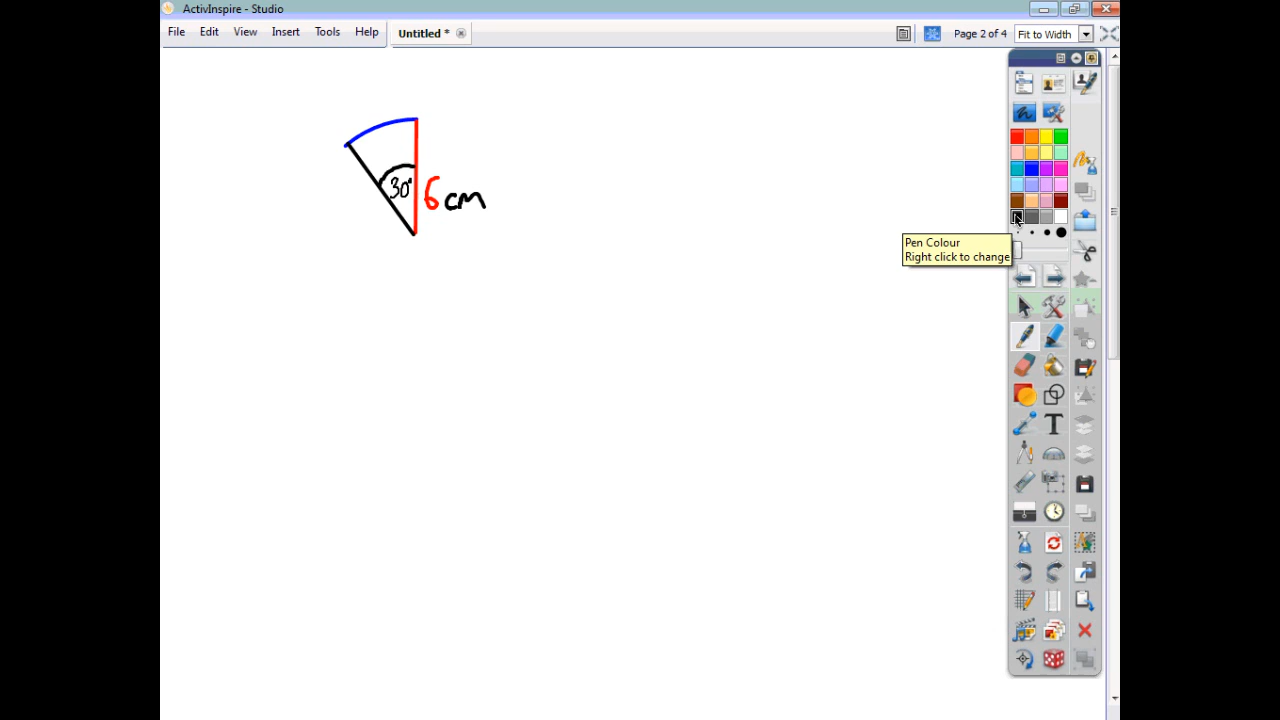 ActivInspire - Studio
File Edit View Insert Tools Help Untitled * Page 2 of 4 Fit to Width
30°
6 cm
Pen Colour
Right click to change